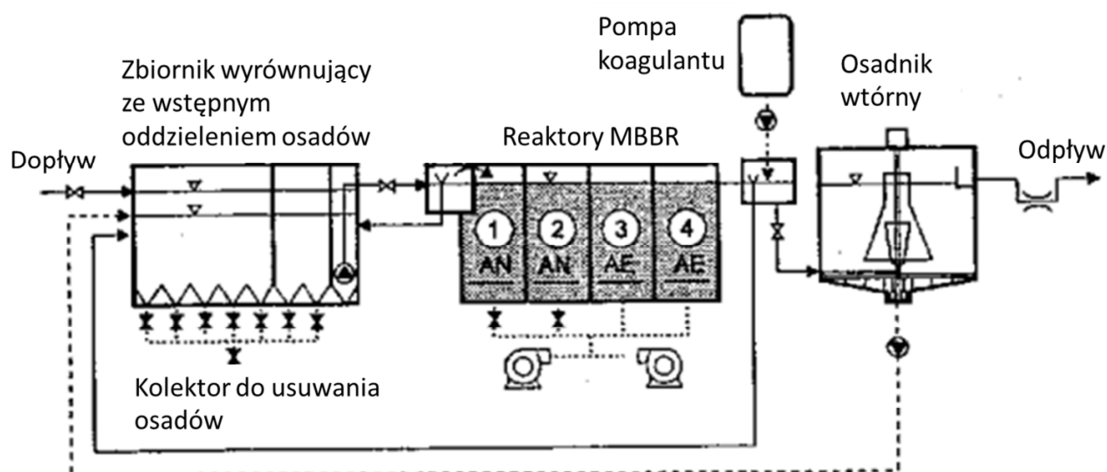 Pompa
koagulantu
Zbiornik wyrównujący
ze wstępnym
oddzieleniem osadów
Osadnik
wtórny
Reaktory MBBR
Dopływ
Odpływ
1 2 3 4
AN AN AE AE
Kolektor do usuwania
osadów